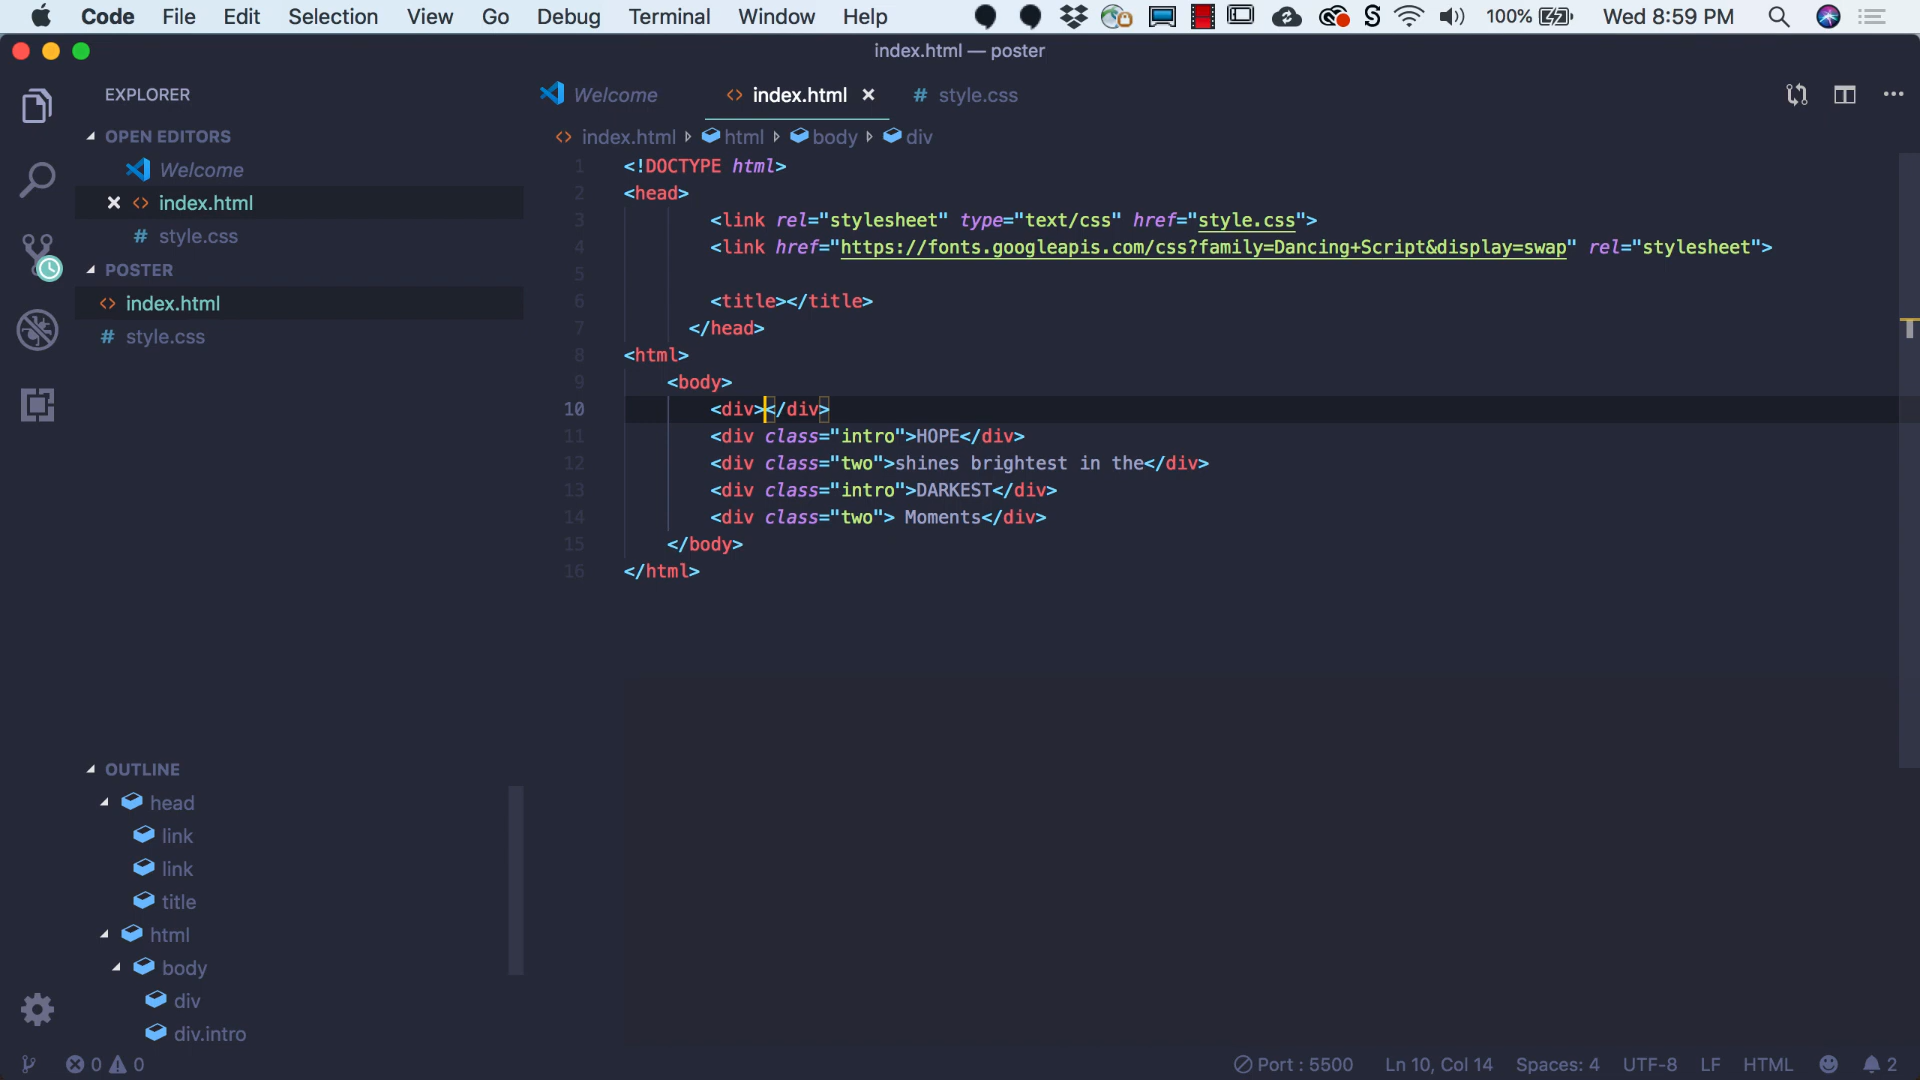 Code File Edit Selection View Go Debug Terminal Window Help S 100% Wed 8:59 PM
index.html — poster
EXPLORER
OPEN EDITORS
Welcome
× <> index.html
# style.css
POSTER
<> index.html
# style.css
OUTLINE
head
link
link
title
html
body
div
div.intro
Welcome <> index.html × # style.css ...
<> index.html html body div
1 <!DOCTYPE html>
2 <head>
3 <link rel="stylesheet" type="text/css" href="style.css">
4 <link href="https://fonts.googleapis.com/css?family=Dancing+Script&display=swap" rel="stylesheet">
5
6 <title></title>
7 </head>
8 <html>
9 <body>
10 <div></div>
11 <div class="intro">HOPE</div>
12 <div class="two">shines brightest in the</div>
13 <div class="intro">DARKEST</div>
14 <div class="two"> Moments</div>
15 </body>
16 </html>
0 0 Port : 5500 Ln 10, Col 14 Spaces: 4 UTF-8 LF HTML 2